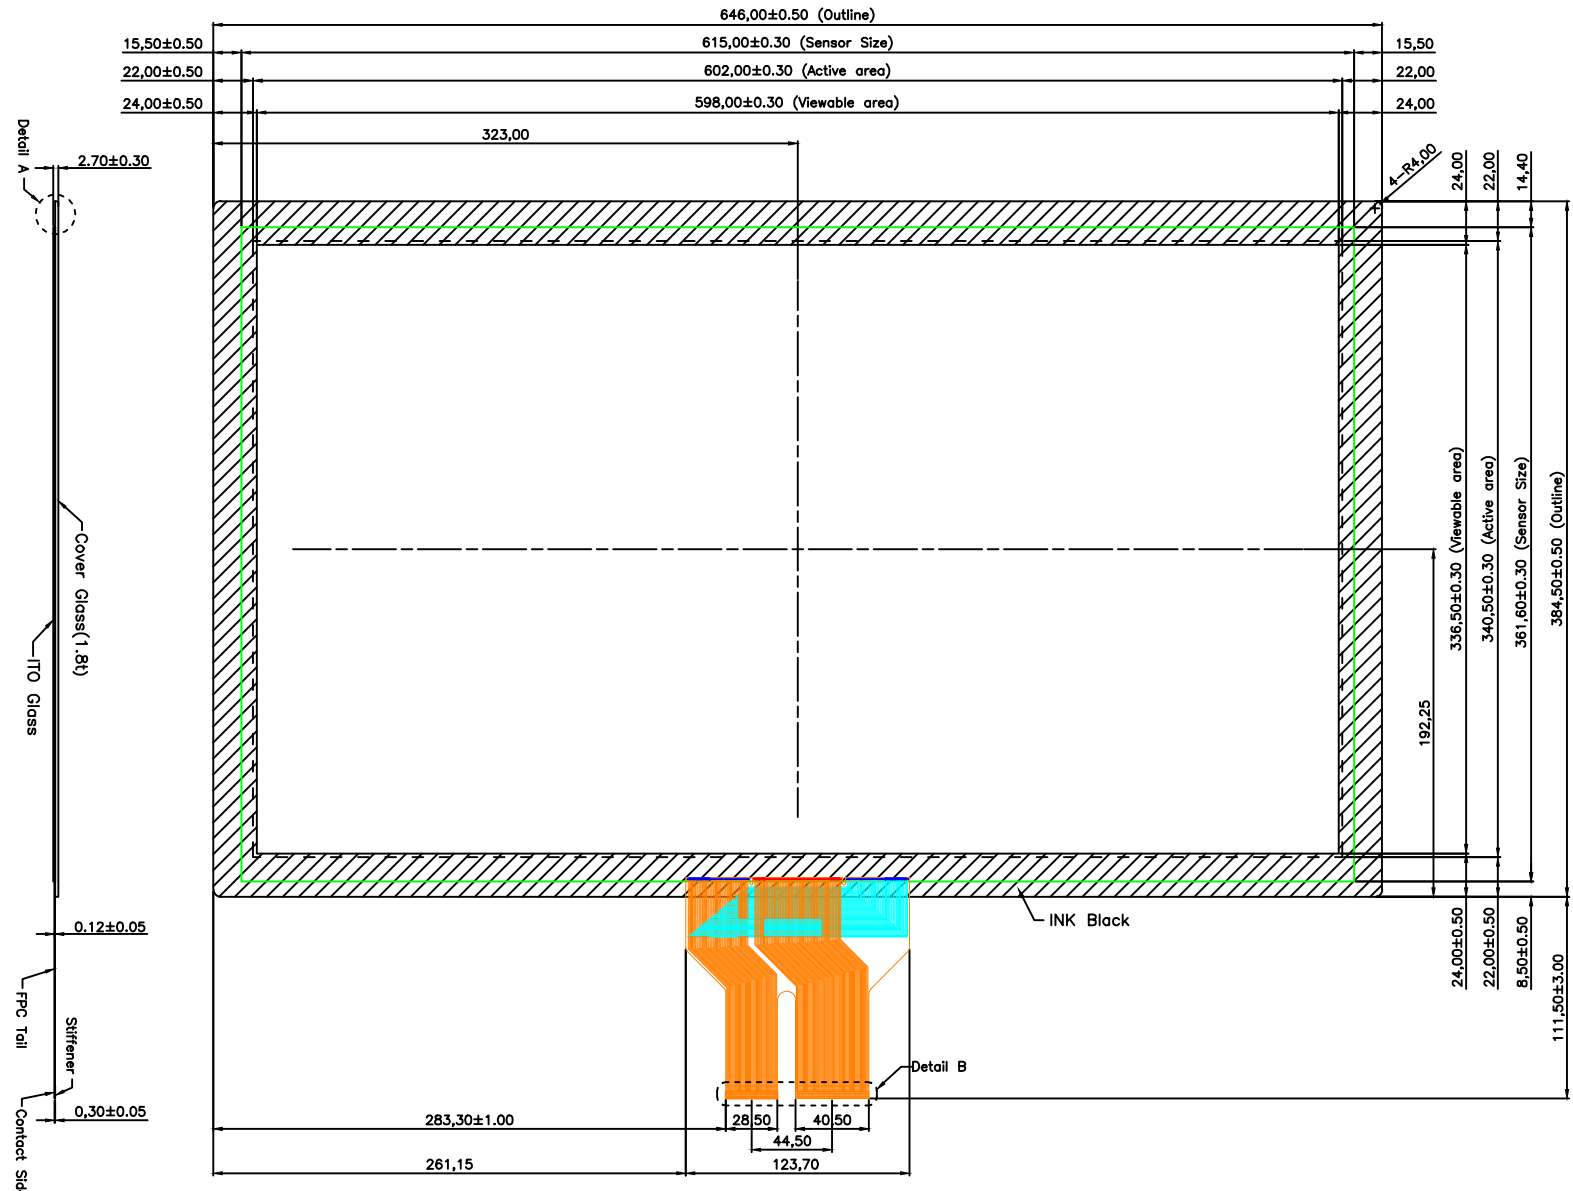 646,00±0.50 (Outline)
15,50±0.50
615,00±0.30 (Sensor Size)
15,50
22,00±0.50
602,00±0.30 (Active area)
22,00
24,00±0.50
598,00±0.30 (Viewable area)
24,00
323,00
Detail A
2.70±0.30
4-R4,00
24,00
22,00
14,40
336,50±0.30 (Viewable area)
340,50±0.30 (Active area)
361,60±0.30 (Sensor Size)
384,50±0.50 (Outline)
Cover Glass(1.8t)
ITO Glass
192,25
INK Black
0.12±0.05
24,00±0.50
22,00±0.50
8,50±0.50
111,50±3.00
FPC Tail
Stiffener
Contact Sid
Detail B
0,30±0.05
283,30±1.00
28,50
40,50
44,50
261,15
123,70